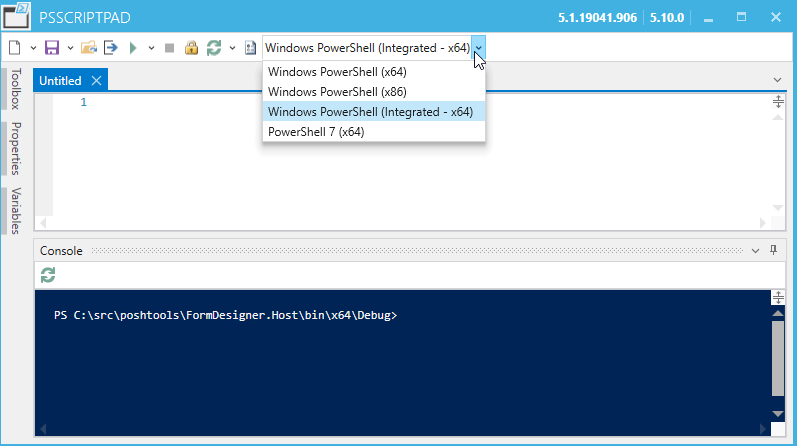 PSSCRIPTPAD 5.1.19041.906 5.10.0
Windows PowerShell (Integrated - x64)
Windows PowerShell (x64)
Windows PowerShell (x86)
Windows PowerShell (Integrated - x64)
PowerShell 7 (x64)
Toolbox
Properties
Variables
Untitled
1
Console
PS C:\src\poshtools\FormDesigner.Host\bin\x64\Debug>